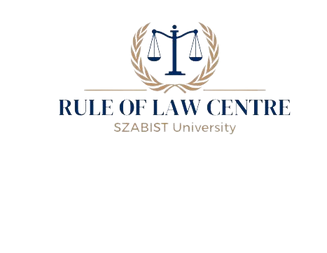 RULE OF LAW CENTRE
SZABIST University